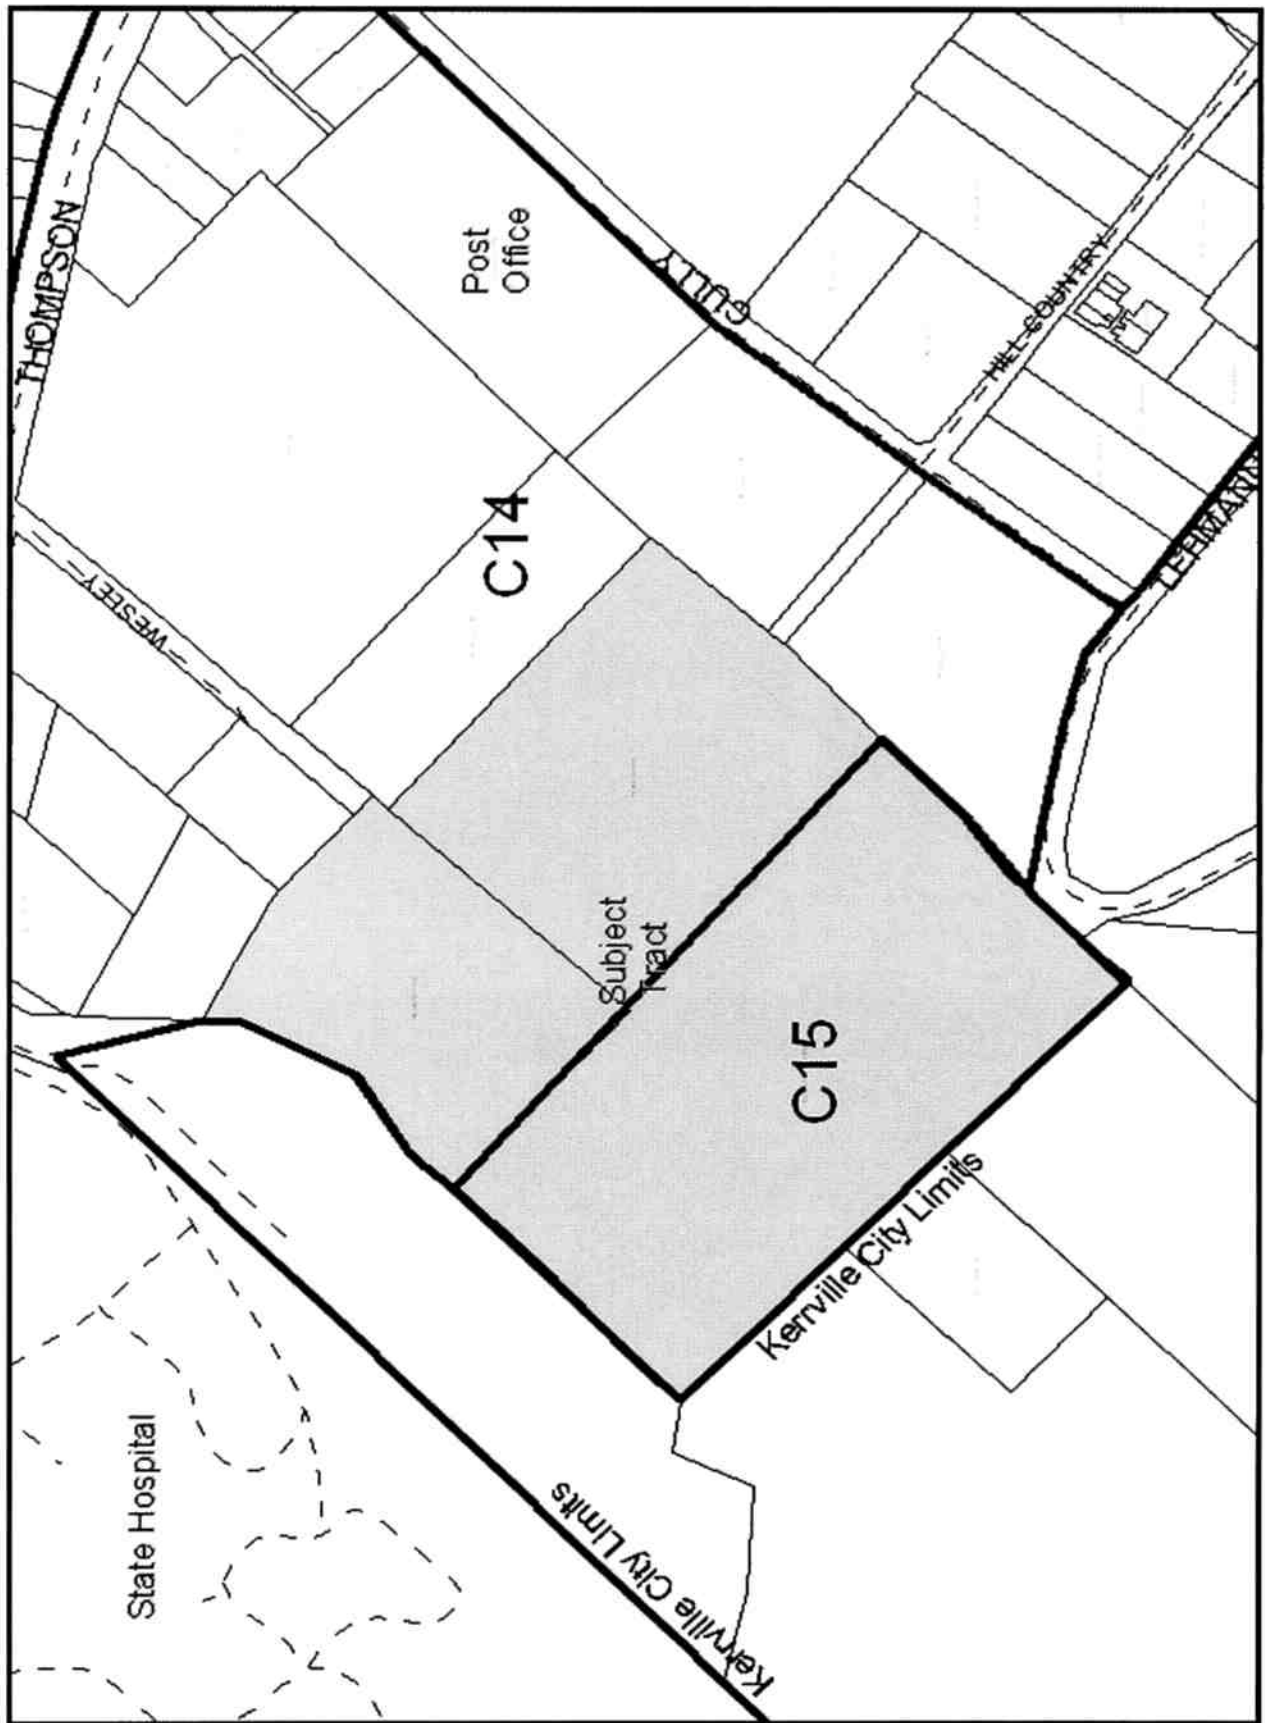 State Hospital
Kerrville City Limits
Kerrville City Limits
C15
Subject
Tract
WESLEY
C14
THOMPSON
Post
Office
CULLY
HILL COUNTRY
LEHMANN